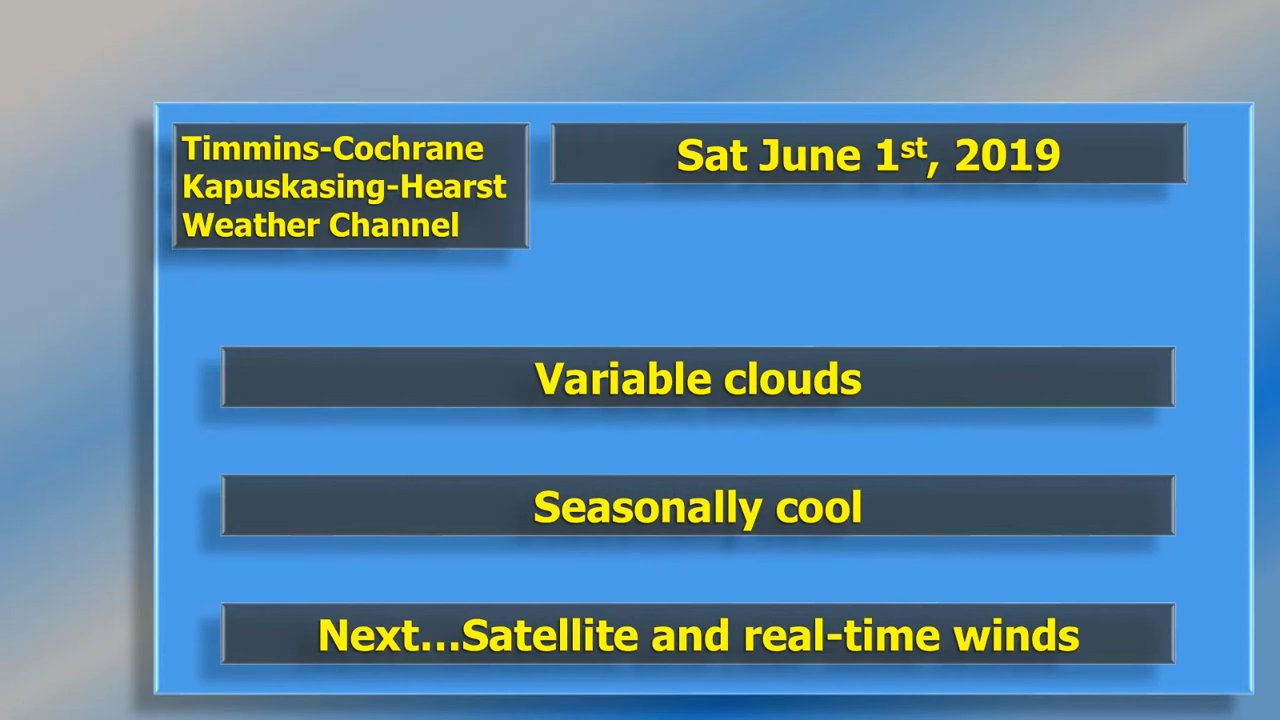 Timmins-Cochrane
Kapuskasing-Hearst
Weather Channel
Sat June 1st, 2019
Variable clouds
Seasonally cool
Next...Satellite and real-time winds